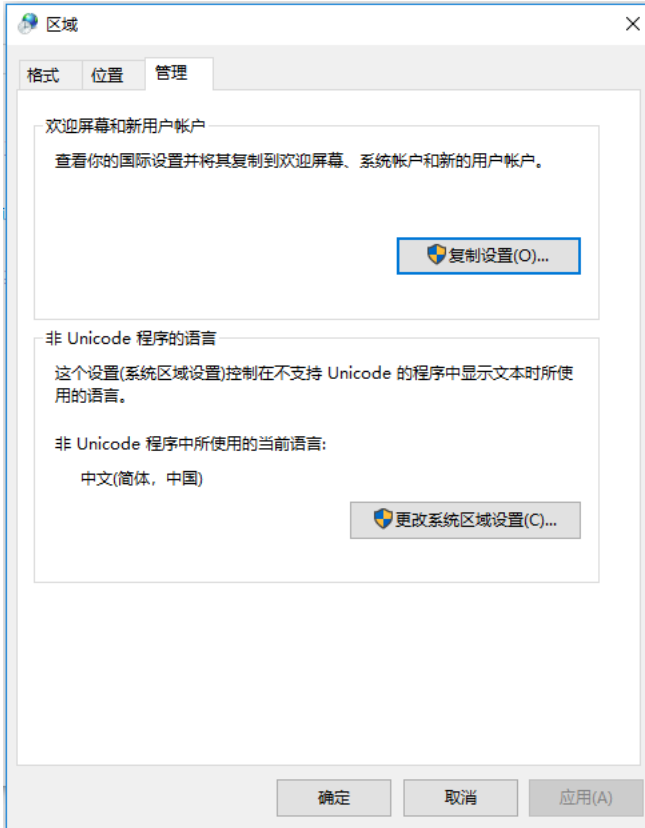 区域
格式
位置
管理
欢迎屏幕和新用户帐户
查看你的国际设置并将其复制到欢迎屏幕、系统帐户和新的用户帐户。
复制设置(O)...
非 Unicode 程序的语言
这个设置(系统区域设置)控制在不支持 Unicode 的程序中显示文本时所使
用的语言。
非 Unicode 程序中所使用的当前语言:
中文(简体，中国)
更改系统区域设置(C)...
确定
取消
应用(A)